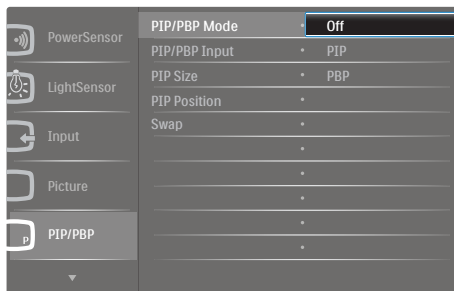 PowerSensor
LightSensor
Input
Picture
P PIP/PBP
PIP/PBP Mode • Off
PIP/PBP Input • PIP
PIP Size • PBP
PIP Position •
Swap •
•
•
•
•
•